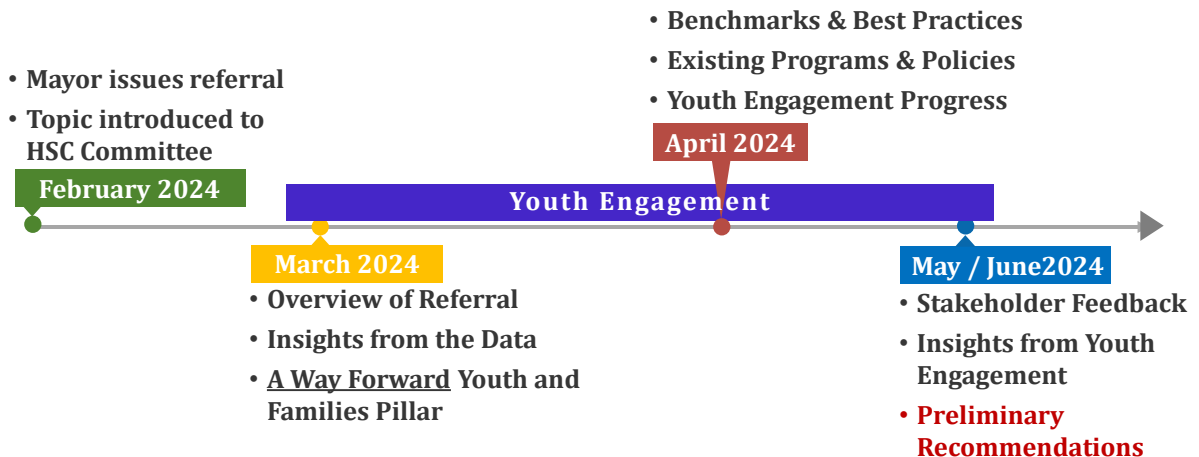 • Mayor issues referral
• Topic introduced to
HSC Committee
February 2024
• Benchmarks & Best Practices
• Existing Programs & Policies
• Youth Engagement Progress
April 2024
Youth Engagement
March 2024
• Overview of Referral
• Insights from the Data
• A Way Forward Youth and
Families Pillar
May / June2024
• Stakeholder Feedback
• Insights from Youth
Engagement
• Preliminary
Recommendations